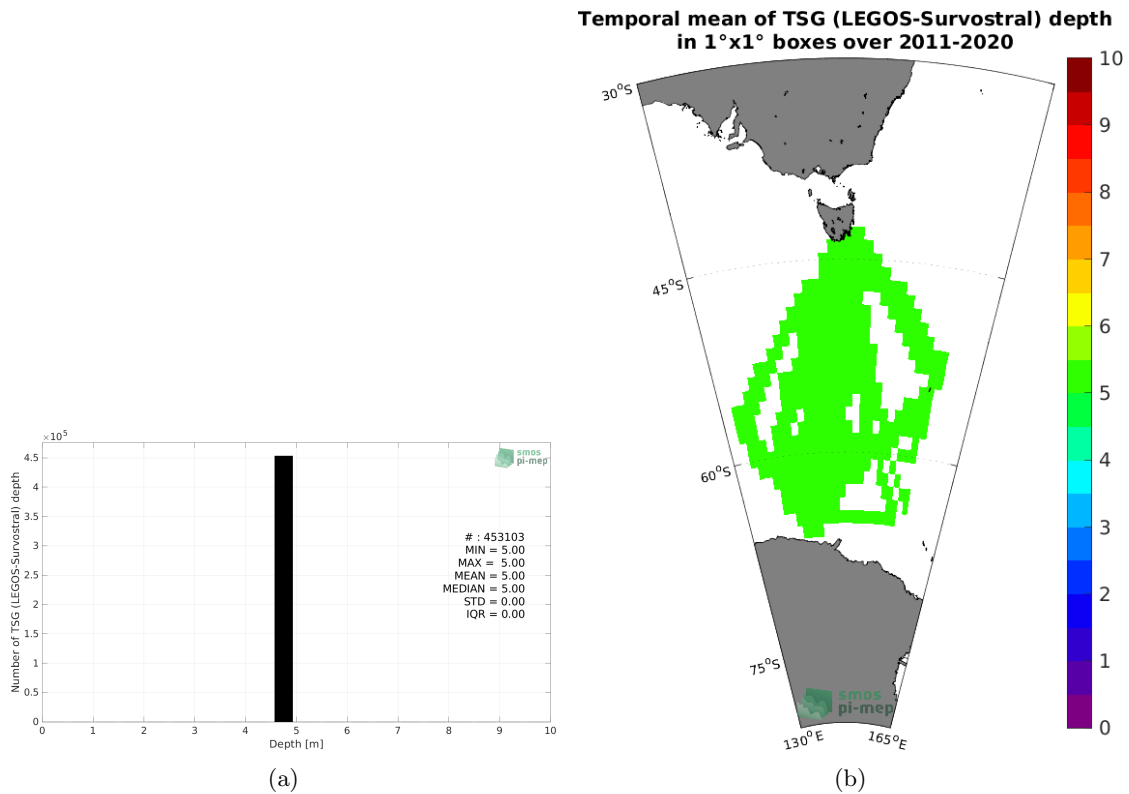 ×10⁵
4.5
4
3.5
3
2.5
2
1.5
1
0.5
0
Number of TSG (LEGOS-Survostral) depth
smos
pi-mep
# : 453103
MIN = 5.00
MAX = 5.00
MEAN = 5.00
MEDIAN = 5.00
STD = 0.00
IQR = 0.00
0 1 2 3 4 5 6 7 8 9 10
Depth [m]
(a)
Temporal mean of TSG (LEGOS-Survostral) depth
in 1°x1° boxes over 2011-2020
30°S
45°S
60°S
75°S
130°E
165°E
smos
pi-mep
10
9
8
7
6
5
4
3
2
1
0
(b)